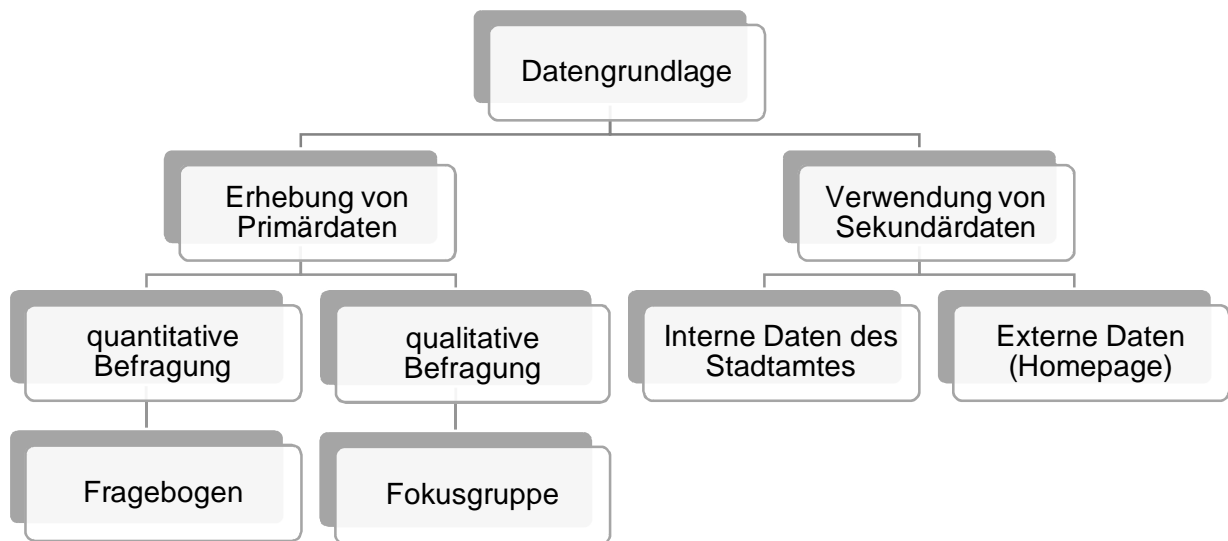 Datengrundlage
Erhebung von
Primärdaten
Verwendung von
Sekundärdaten
quantitative
Befragung
qualitative
Befragung
Interne Daten des
Stadtamtes
Externe Daten
(Homepage)
Fragebogen
Fokusgruppe